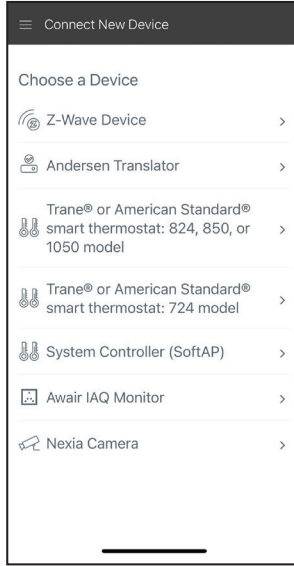 Connect New Device
Choose a Device
Z-Wave Device
Andersen Translator
Trane® or American Standard®
smart thermostat: 824, 850, or
1050 model
Trane® or American Standard®
smart thermostat: 724 model
System Controller (SoftAP)
Awair IAQ Monitor
Nexia Camera